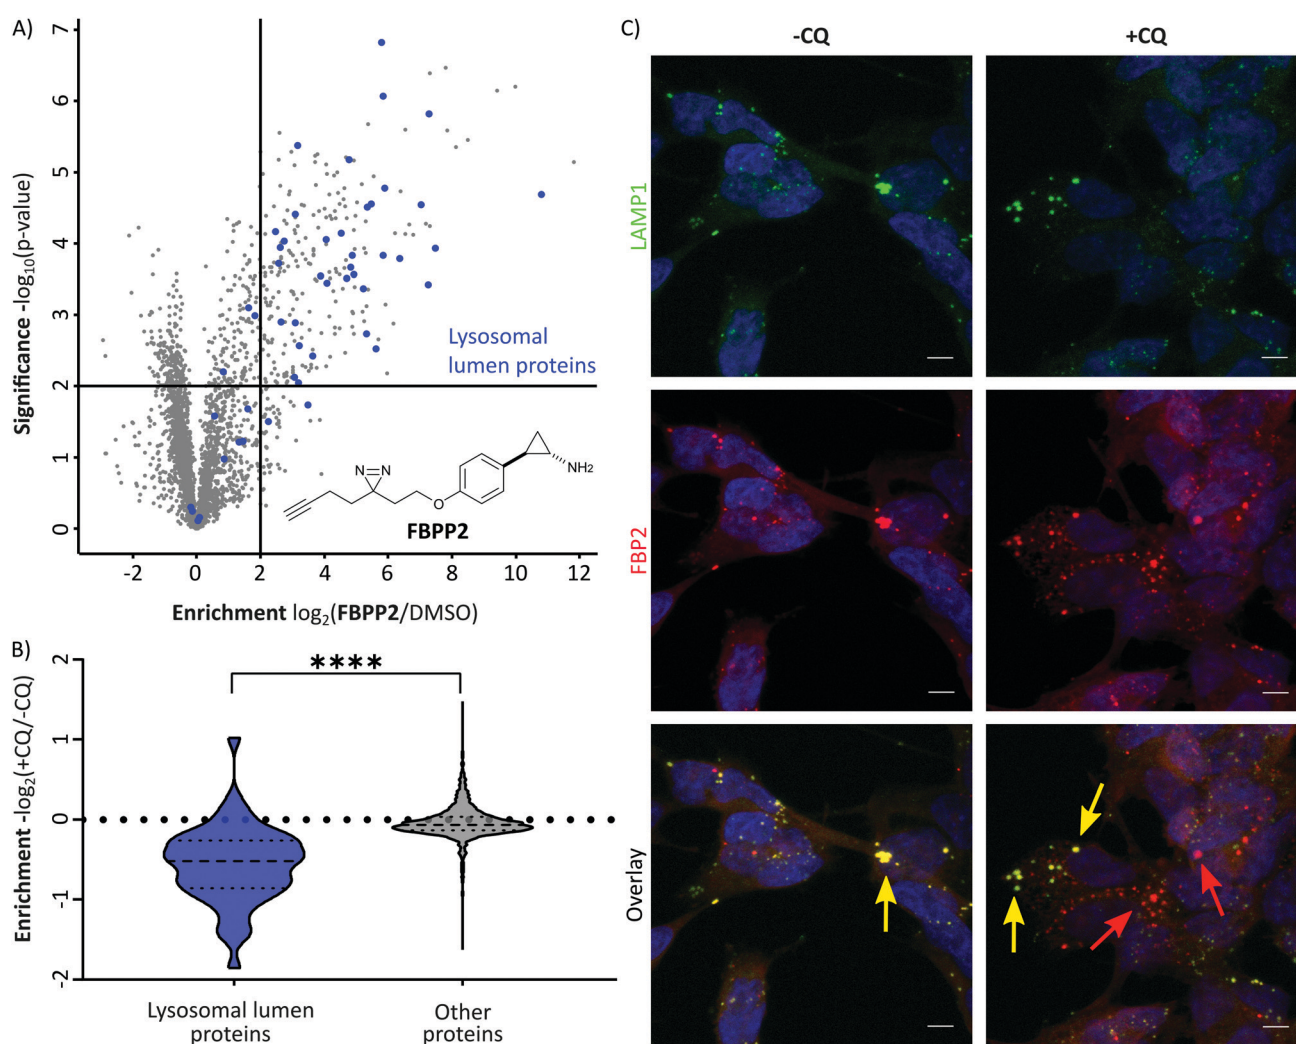 A)
7
6
5
4
3
2
1
0
Significance -log10(p-value)
Lysosomal
lumen proteins
N=N
NH2
O
FBPP2
-2
0
2
4
6
8
10
12
Enrichment log2(FBPP2/DMSO)
B)
2
1
0
-1
-2
Enrichment -log2(+CQ/-CQ)
****
Lysosomal lumen
proteins
Other
proteins
C)
-CQ
+CQ
LAMP1
FBP2
Overlay